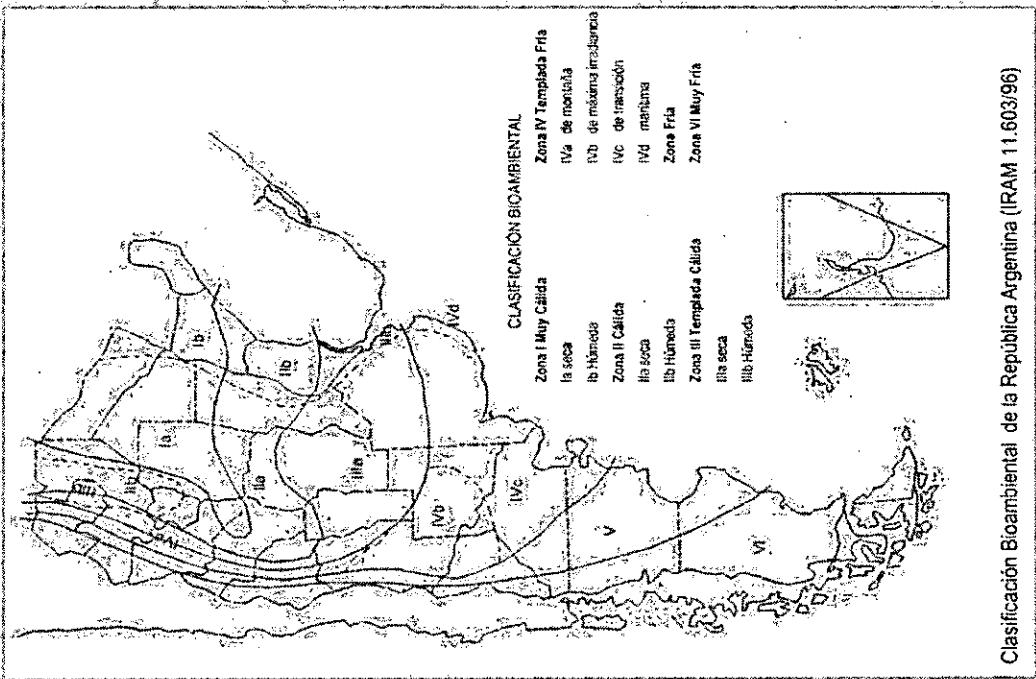 CLASIFICACIÓN BIOAMBIENTAL
Zona I Muy Cálida
Ia seca
Ib Húmeda
Zona II Cálida
IIa seca
IIb Húmeda
Zona III Templada Cálida
IIIa seca
IIIb Húmeda
Zona IV Templada Fría
IVa de montaña
IVb de máxima irradiancia
IVc de transición
IVd marítima
Zona Fría
Zona VI Muy Fría
Ia
Ib
IIa
IIb
IIIa
IVb
IVc
IVd
V
VI
Clasificación Bioambiental de la República Argentina (IRAM 11.603/96)